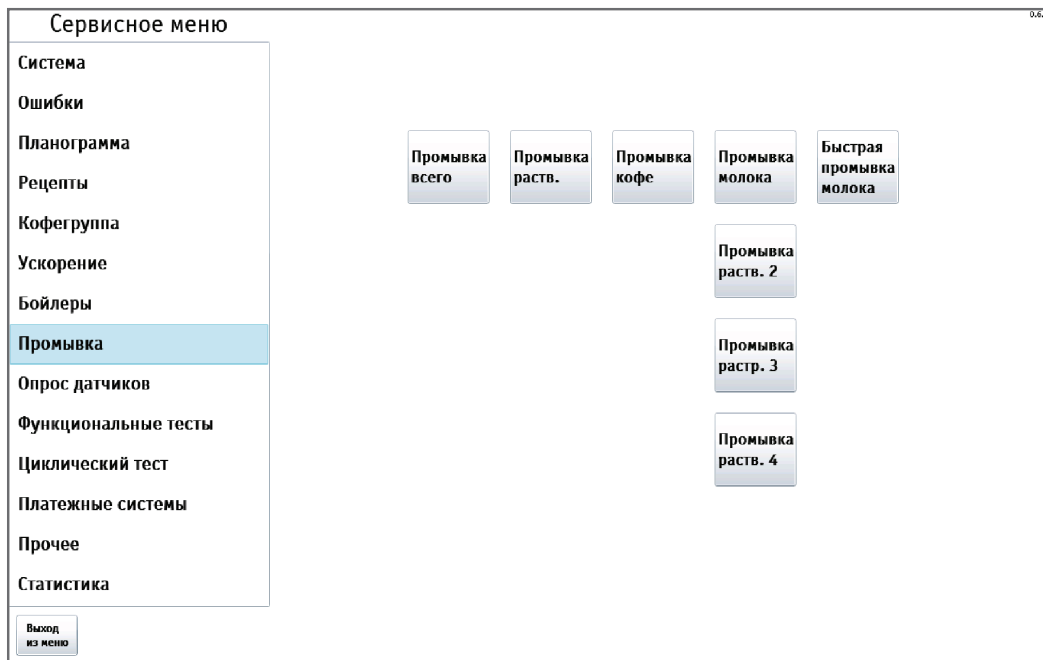 Сервисное меню
0.6.
Система
Ошибки
Планограмма
Рецепты
Кофегруппа
Ускорение
Бойлеры
Промывка
Опрос датчиков
Функциональные тесты
Циклический тест
Платежные системы
Прочее
Статистика
Выход
из меню
Промывка
всего
Промывка
раств.
Промывка
кофе
Промывка
молока
Быстрая
промывка
молока
Промывка
раств. 2
Промывка
растр. 3
Промывка
раств. 4